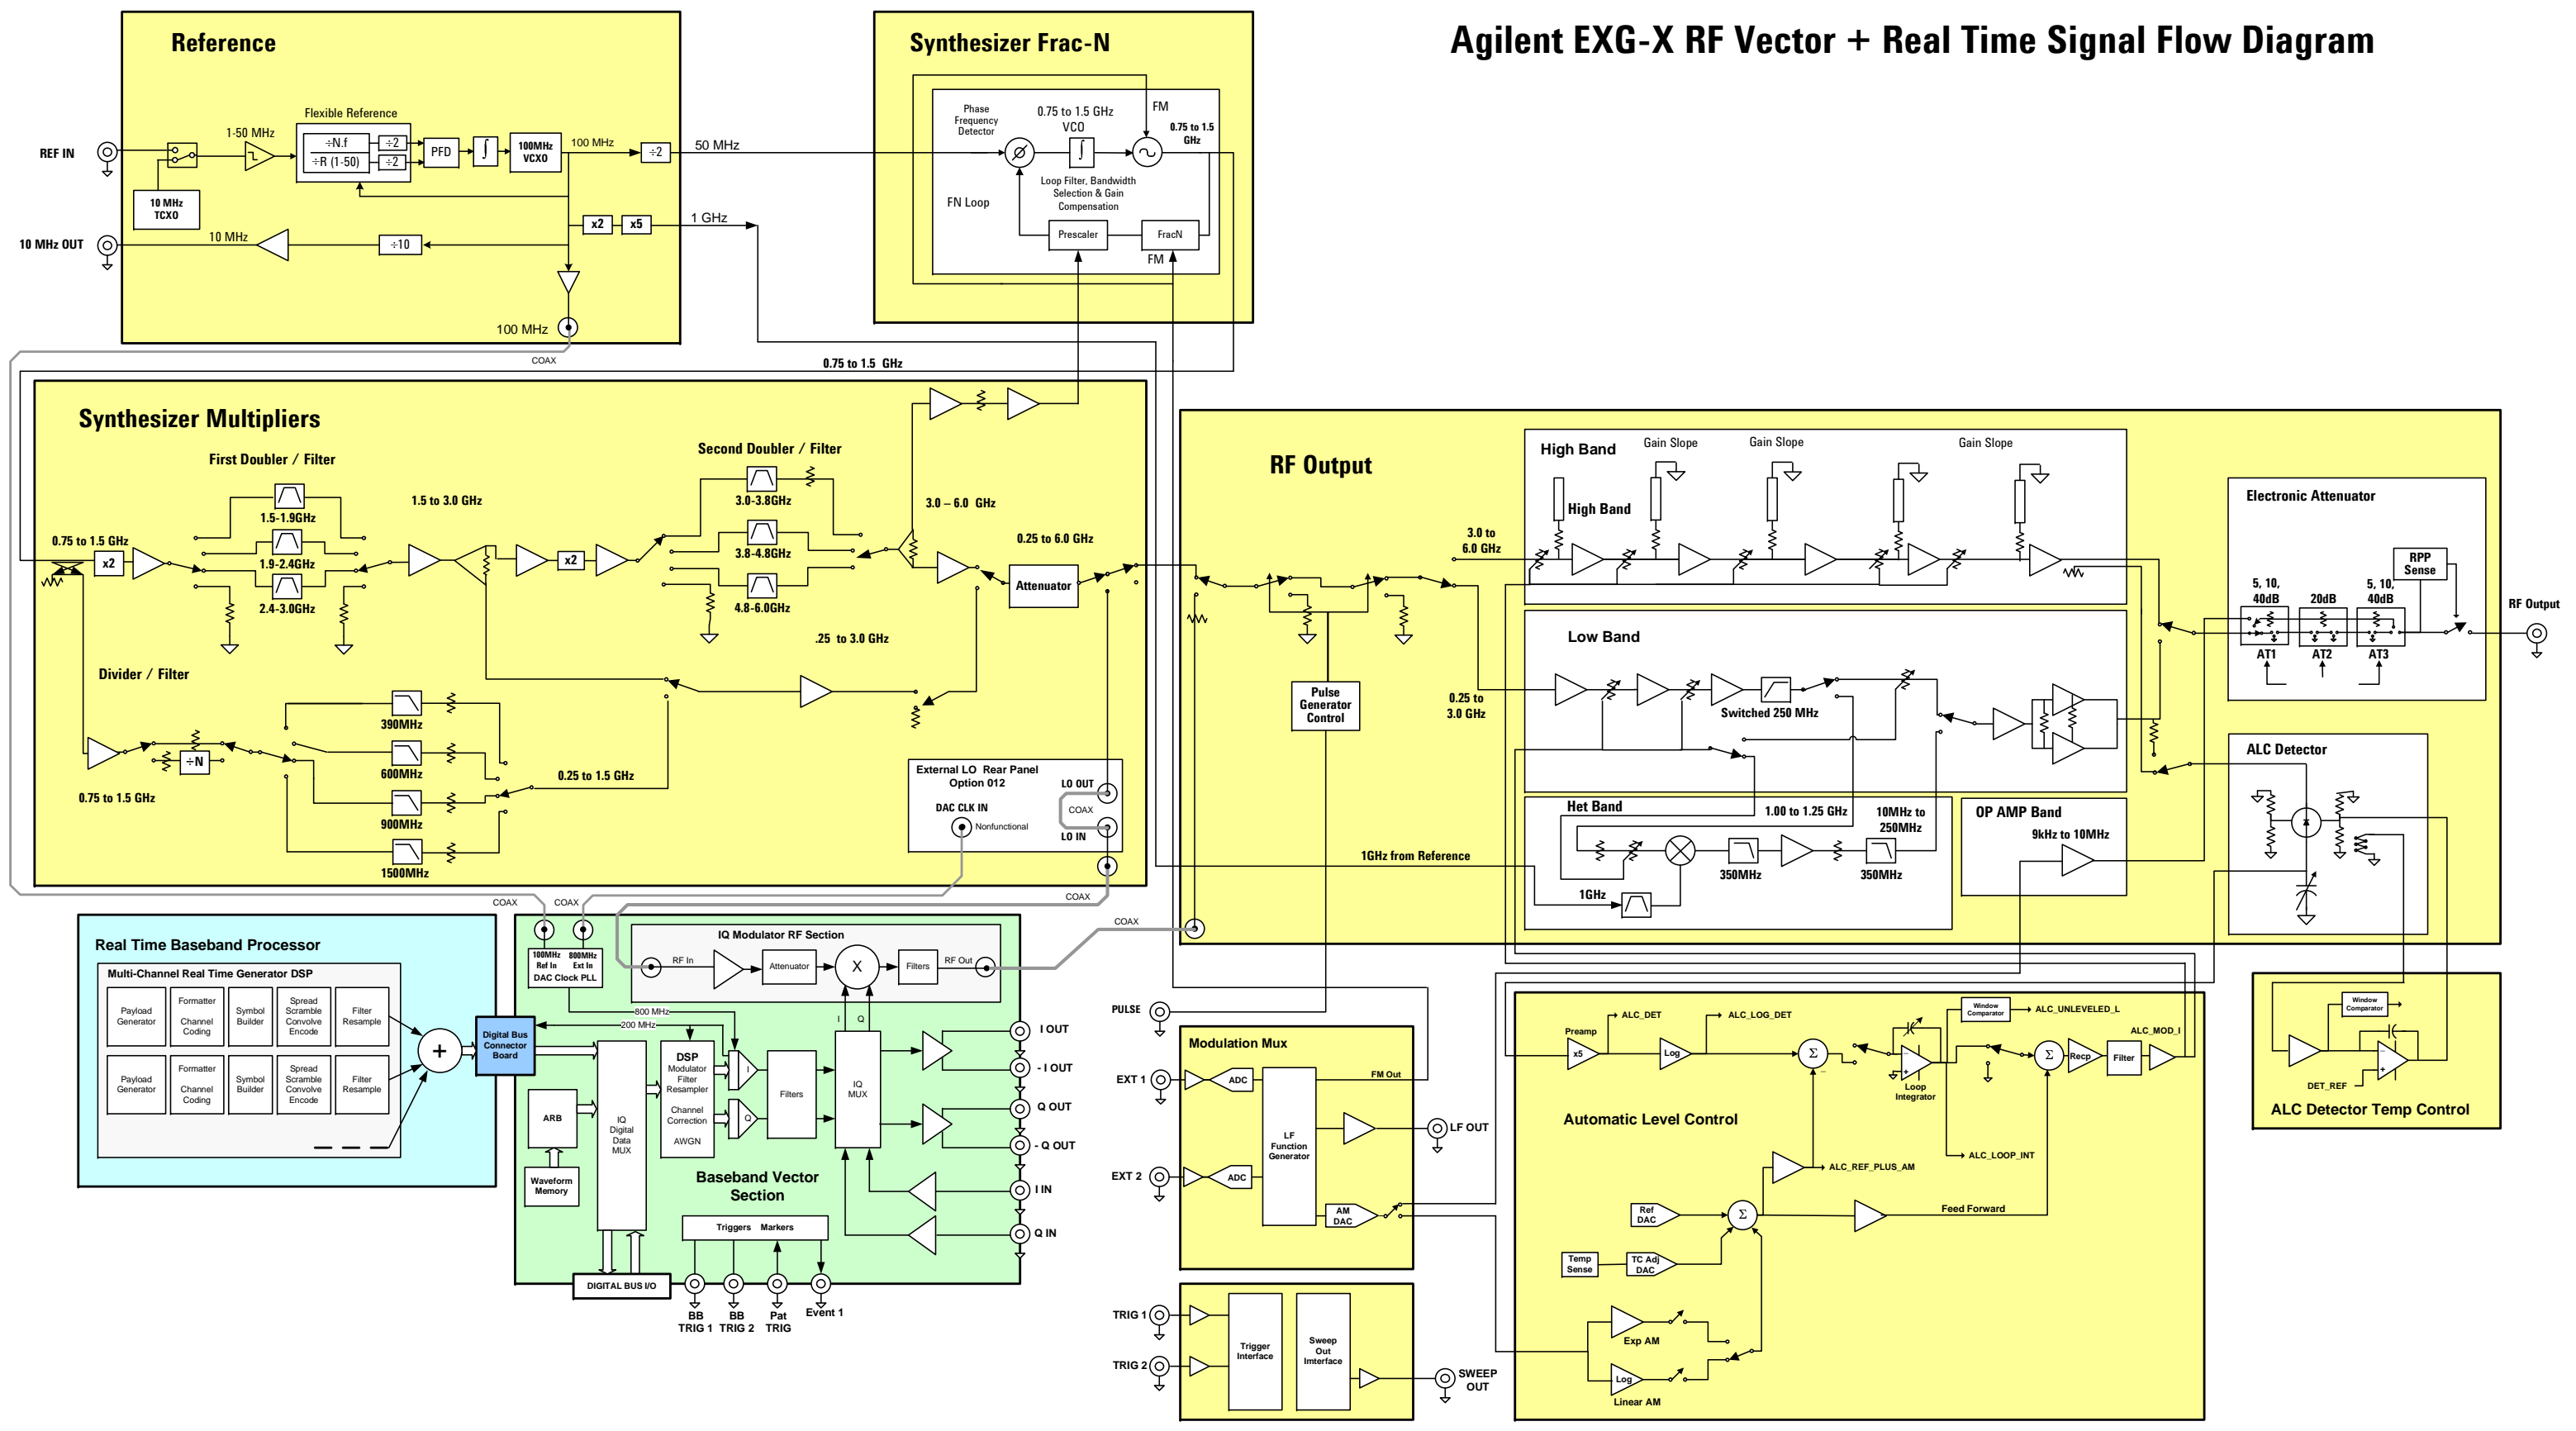 Agilent EXG-X RF Vector + Real Time Signal Flow Diagram
Reference
REF IN
1-50 MHz
Flexible Reference
÷N.f
÷R (1-50)
÷2
÷2
PFD
∫
100MHz
VCXO
100 MHz
÷2
50 MHz
10 MHz
TCXO
x2
x5
1 GHz
10 MHz OUT
10 MHz
÷10
100 MHz
COAX
Synthesizer Frac-N
Phase
Frequency
Detector
0.75 to 1.5 GHz
VCO
FM
0.75 to 1.5
GHz
∫
Loop Filter, Bandwidth
Selection & Gain
Compensation
FN Loop
Prescaler
FracN
FM
0.75 to 1.5 GHz
Synthesizer Multipliers
First Doubler / Filter
0.75 to 1.5 GHz
x2
1.5-1.9GHz
1.9-2.4GHz
2.4-3.0GHz
1.5 to 3.0 GHz
x2
Second Doubler / Filter
3.0-3.8GHz
3.8-4.8GHz
4.8-6.0GHz
3.0 – 6.0 GHz
0.25 to 6.0 GHz
Attenuator
.25 to 3.0 GHz
Divider / Filter
390MHz
÷N
600MHz
900MHz
1500MHz
0.75 to 1.5 GHz
0.25 to 1.5 GHz
External LO Rear Panel
Option 012
DAC CLK IN
Nonfunctional
LO OUT
COAX
LO IN
COAX
COAX
COAX
COAX
RF Output
Pulse
Generator
Control
3.0 to
6.0 GHz
0.25 to
3.0 GHz
High Band
High Band
Gain Slope
Gain Slope
Gain Slope
Low Band
Switched 250 MHz
Het Band
1.00 to 1.25 GHz
10MHz to
250MHz
350MHz
350MHz
1GHz from Reference
1GHz
OP AMP Band
9kHz to 10MHz
Electronic Attenuator
RPP
Sense
5, 10,
40dB
20dB
5, 10,
40dB
AT1
AT2
AT3
RF Output
ALC Detector
Real Time Baseband Processor
Multi-Channel Real Time Generator DSP
Payload
Generator
Formatter
Channel
Coding
Symbol
Builder
Spread
Scramble
Convolve
Encode
Filter
Resample
Payload
Generator
Formatter
Channel
Coding
Symbol
Builder
Spread
Scramble
Convolve
Encode
Filter
Resample
+
Digital Bus
Connector
Board
100MHz
Ref In
800MHz
Ext In
DAC Clock PLL
IQ Modulator RF Section
RF In
Attenuator
X
Filters
RF Out
800 MHz
200 MHz
I
Q
ARB
Waveform
Memory
IQ
Digital
Data
MUX
DSP
Modulator
Filter
Resampler
Channel
Correction
AWGN
I
Q
Filters
IQ
MUX
Baseband Vector
Section
Triggers Markers
I OUT
- I OUT
Q OUT
- Q OUT
I IN
Q IN
DIGITAL BUS I/O
BB
TRIG 1
BB
TRIG 2
Pat
TRIG
Event 1
PULSE
Modulation Mux
EXT 1
ADC
FM Out
LF
Function
Generator
LF OUT
EXT 2
ADC
AM
DAC
TRIG 1
TRIG 2
Trigger
Interface
Sweep
Out
Imterface
SWEEP
OUT
Automatic Level Control
Preamp
x5
ALC_DET
Log
ALC_LOG_DET
Σ
–
–
+
Loop
Integrator
Window
Comparator
ALC_UNLEVELED_L
Σ
Recp
Filter
ALC_MOD_I
ALC_LOOP_INT
ALC_REF_PLUS_AM
Ref
DAC
Σ
Feed Forward
Temp
Sense
TC Adj
DAC
Exp AM
Log
Linear AM
Window
Comparator
–
+
DET_REF
ALC Detector Temp Control